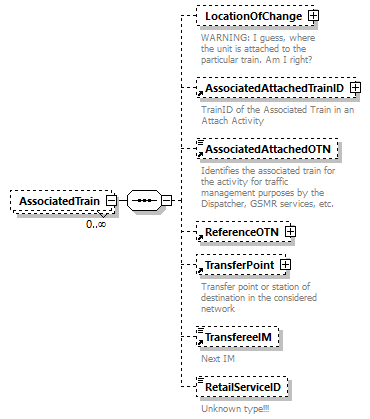 LocationOfChange
WARNING: I guess, where
the unit is attached to the
particular train. Am I right?
AssociatedAttachedTrainID
TrainID of the Associated Train in an
Attach Activity
AssociatedAttachedOTN
Identifies the associated train for
the activity for traffic
management purposes by the
Dispatcher, GSMR services, etc.
AssociatedTrain
0..∞
ReferenceOTN
TransferPoint
Transfer point or station of
destination in the considered
network
TransfereeIM
Next IM
RetailServiceID
Unknown type!!!